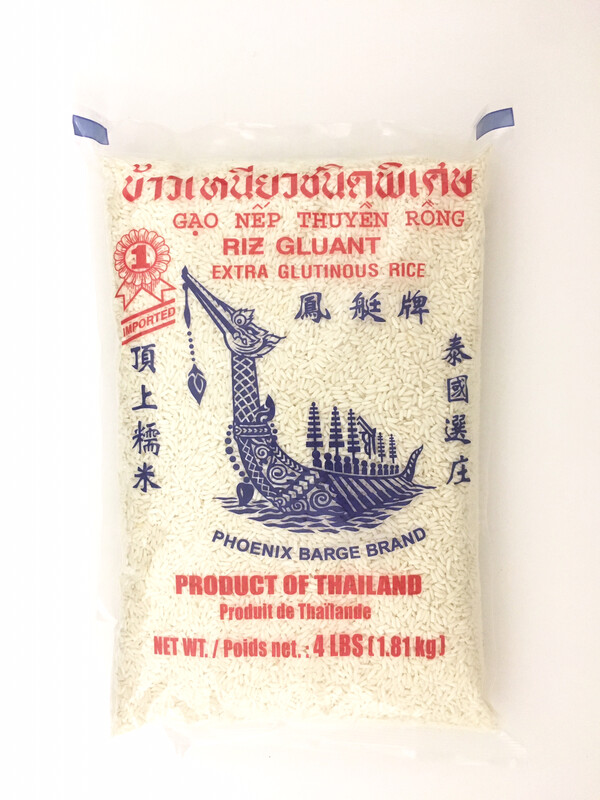 ข้าวเหนียวชนิดพิเศษ
GẠO NẾP THUYỀN RỒNG
RIZ GLUANT
EXTRA GLUTINOUS RICE
1
IMPORTED
鳳艇牌
頂上糯米
泰國選庄
PHOENIX BARGE BRAND
PRODUCT OF THAILAND
Produit de Thaïlande
NET WT. / Poids net. : 4 LBS (1.81 kg)